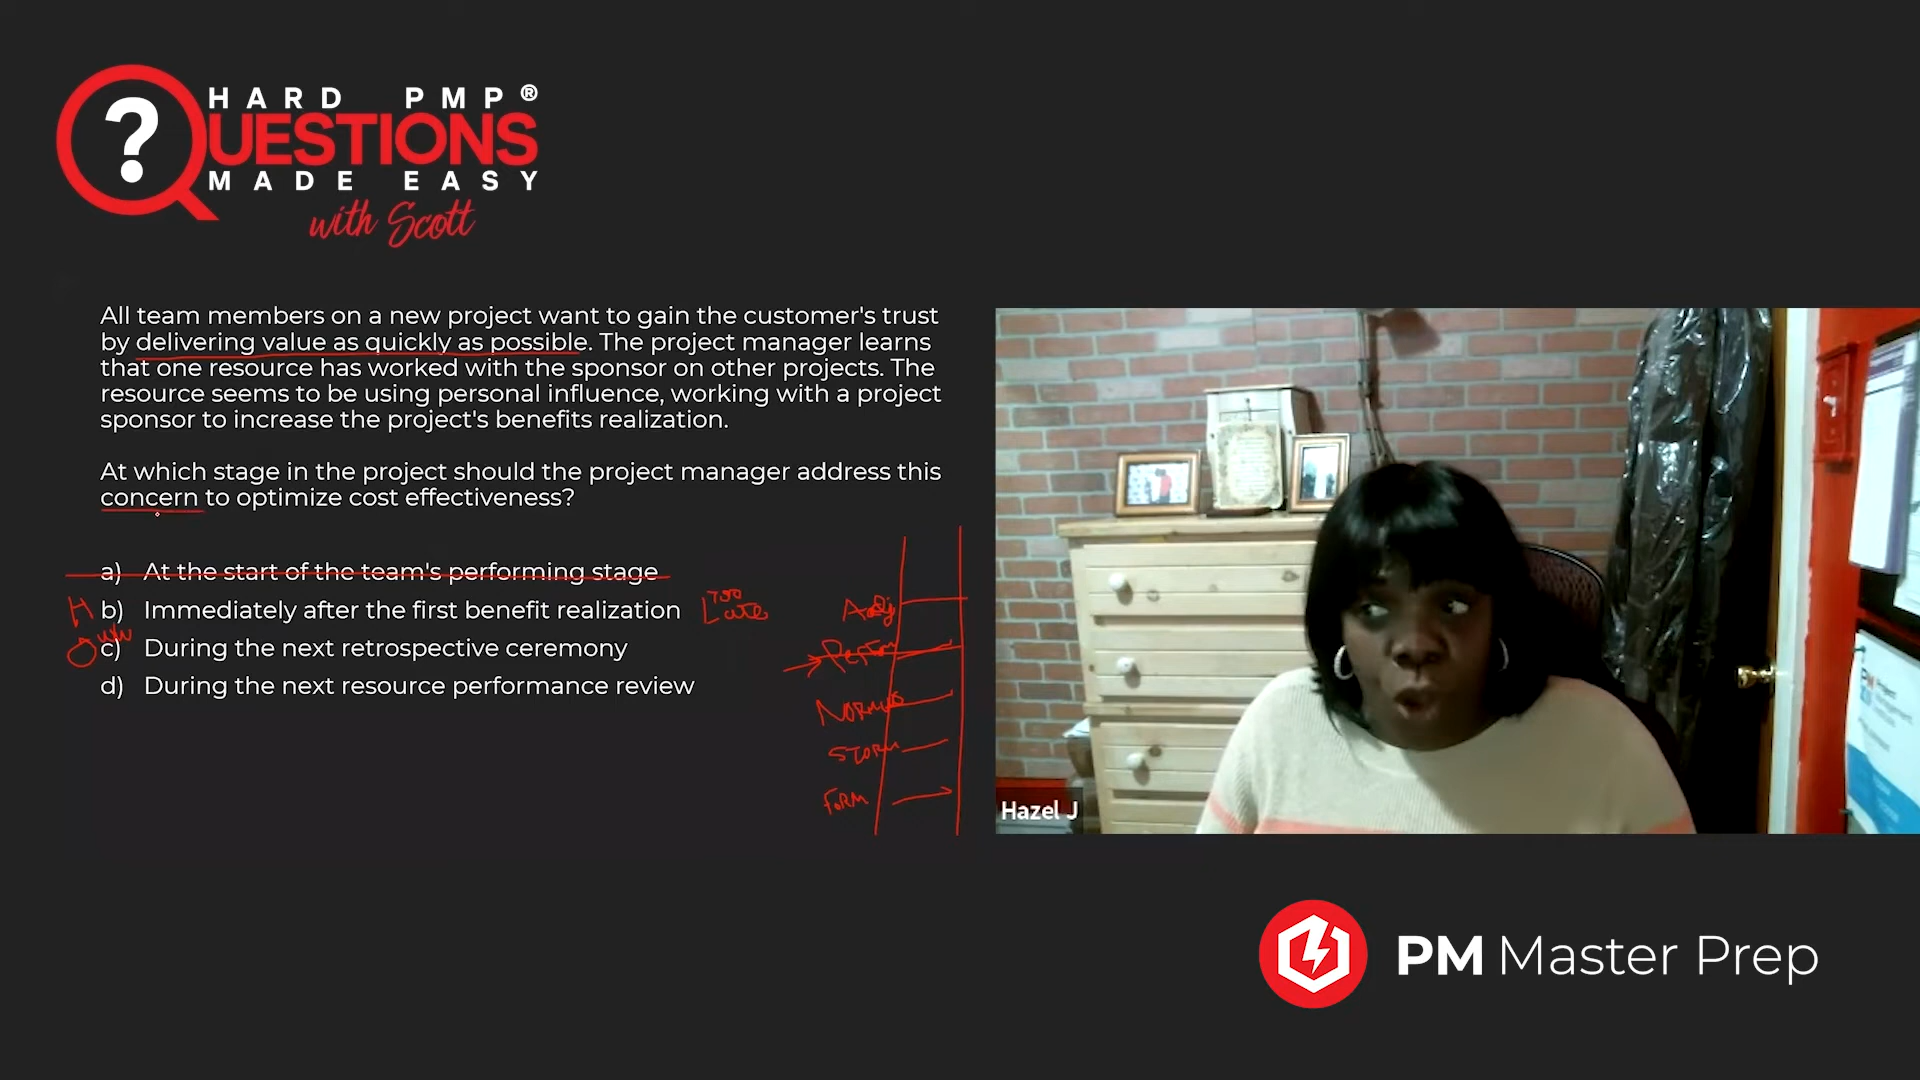 HARD PMP®
QUESTIONS
MADE EASY
with Scott
All team members on a new project want to gain the customer's trust
by delivering value as quickly as possible. The project manager learns
that one resource has worked with the sponsor on other projects. The
resource seems to be using personal influence, working with a project
sponsor to increase the project's benefits realization.
At which stage in the project should the project manager address this
concern to optimize cost effectiveness?
a) At the start of the team's performing stage
H b) Immediately after the first benefit realization Too Late
c) During the next retrospective ceremony
d) During the next resource performance review
Adj
Perform
Norm
Storm
Form
Hazel J
PM Master Prep